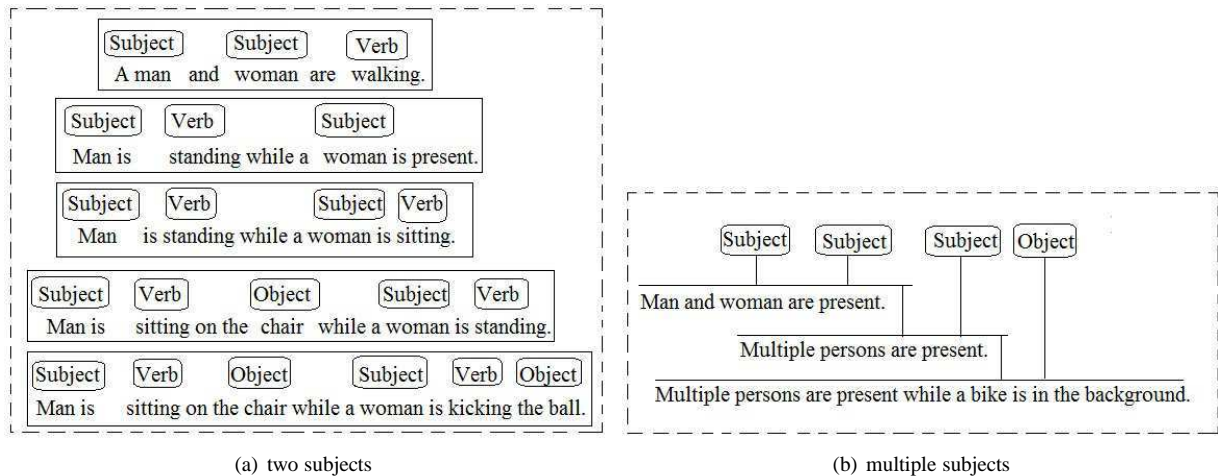 Subject Subject Verb
A man and woman are walking.
Subject Verb Subject
Man is standing while a woman is present.
Subject Verb Subject Verb
Man is standing while a woman is sitting.
Subject Verb Object Subject Verb
Man is sitting on the chair while a woman is standing.
Subject Verb Object Subject Verb Object
Man is sitting on the chair while a woman is kicking the ball.
(a) two subjects
Subject Subject Subject Object
Man and woman are present.
Multiple persons are present.
Multiple persons are present while a bike is in the background.
(b) multiple subjects